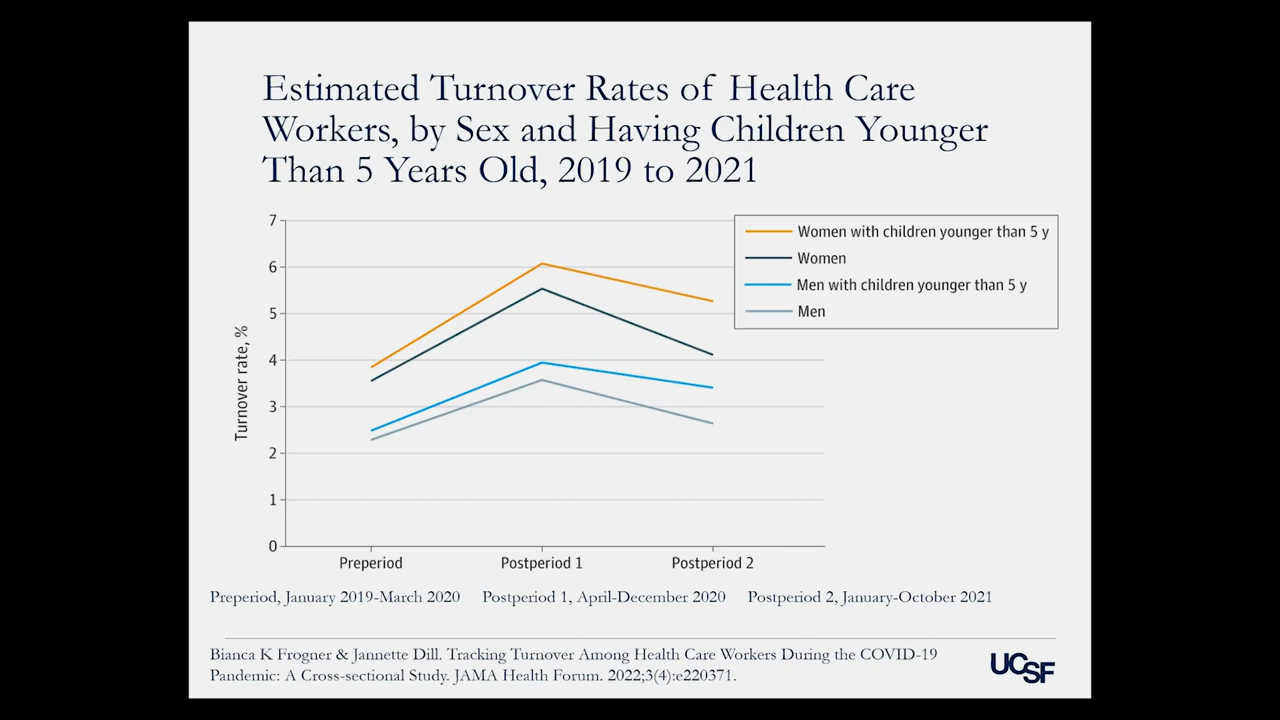 Estimated Turnover Rates of Health Care
Workers, by Sex and Having Children Younger
Than 5 Years Old, 2019 to 2021
7
6
5
4
3
2
1
0
Turnover rate, %
Women with children younger than 5 y
Women
Men with children younger than 5 y
Men
Preperiod
Postperiod 1
Postperiod 2
Preperiod, January 2019-March 2020 Postperiod 1, April-December 2020 Postperiod 2, January-October 2021
Bianca K Frogner & Jannette Dill. Tracking Turnover Among Health Care Workers During the COVID-19
Pandemic: A Cross-sectional Study. JAMA Health Forum. 2022;3(4):e220371.
UCSF